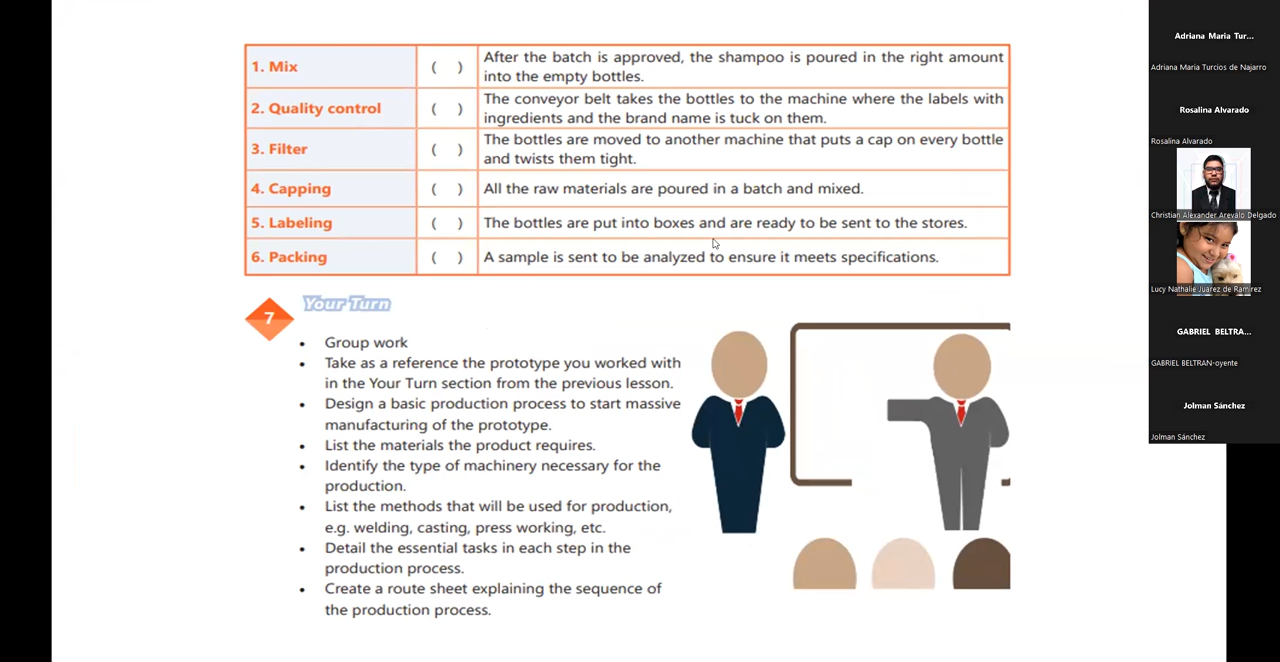 1. Mix
( )
After the batch is approved, the shampoo is poured in the right amount
into the empty bottles.
2. Quality control
( )
The conveyor belt takes the bottles to the machine where the labels with
ingredients and the brand name is tuck on them.
3. Filter
( )
The bottles are moved to another machine that puts a cap on every bottle
and twists them tight.
4. Capping
( )
All the raw materials are poured in a batch and mixed.
5. Labeling
( )
The bottles are put into boxes and are ready to be sent to the stores.
6. Packing
( )
A sample is sent to be analyzed to ensure it meets specifications.
7
Your Turn
• Group work
• Take as a reference the prototype you worked with
in the Your Turn section from the previous lesson.
• Design a basic production process to start massive
manufacturing of the prototype.
• List the materials the product requires.
• Identify the type of machinery necessary for the
production.
• List the methods that will be used for production,
e.g. welding, casting, press working, etc.
• Detail the essential tasks in each step in the
production process.
• Create a route sheet explaining the sequence of
the production process.
Adriana Maria Tur...
Adriana Maria Turcios de Najarro
Rosalina Alvarado
Rosalina Alvarado
Christian Alexander Arevalo Delgado
Lucy Nathalie Juarez de Ramirez
GABRIEL BELTRA...
GABRIEL BELTRAN-oyente
Jolman Sánchez
Jolman Sánchez